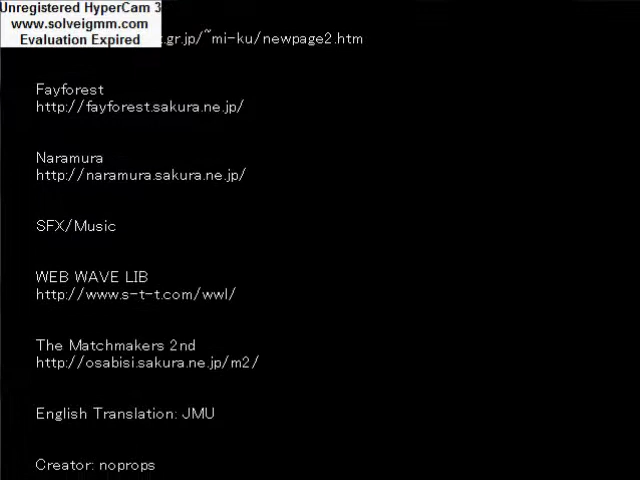 Unregistered HyperCam 3
www.solveigmm.com
Evaluation Expired
.gr.jp/~mi-ku/newpage2.htm
Fayforest
http://fayforest.sakura.ne.jp/
Naramura
http://naramura.sakura.ne.jp/
SFX/Music
WEB WAVE LIB
http://www.s-t-t.com/wwl/
The Matchmakers 2nd
http://osabisi.sakura.ne.jp/m2/
English Translation: JMU
Creator: noprops